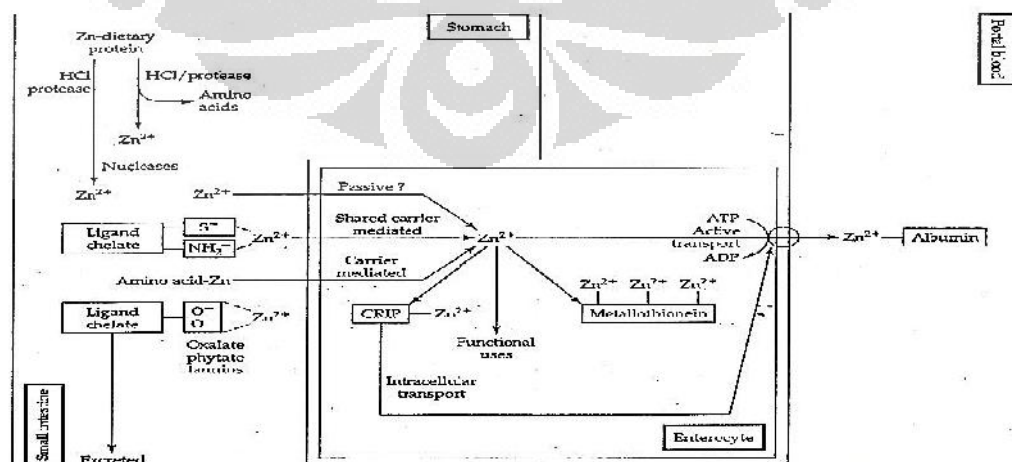 Stomach
Portal blood
Zn-dietary
protein
HCl
protease
HCl/protease
Amino
acids
Zn²⁺
Nucleases
Zn²⁺
Zn²⁺
Passive ?
Ligand
chelate
S⁻
NH₂⁻
Zn²⁺
Shared carrier
mediated
Zn²⁺
ATP
Active
transport
ADP
Zn²⁺
Albumin
Amino acid-Zn
Carrier
mediated
Ligand
chelate
O⁻
O
Zn²⁺
Oxalate
phytate
tannins
CRIP
Zn²⁺
Functional
uses
Zn²⁺ Zn²⁺ Zn²⁺
Metallothionein
Intracellular
transport
Enterocyte
Small intestine
Excreted